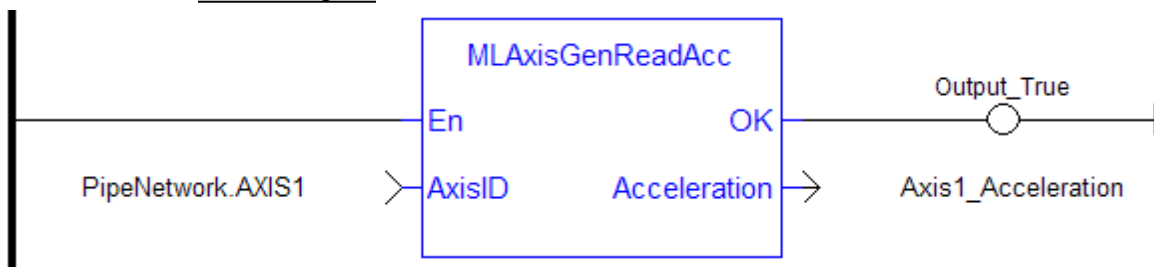 MLAxisGenReadAcc
Output_True
En OK
PipeNetwork.AXIS1 AxisID Acceleration Axis1_Acceleration